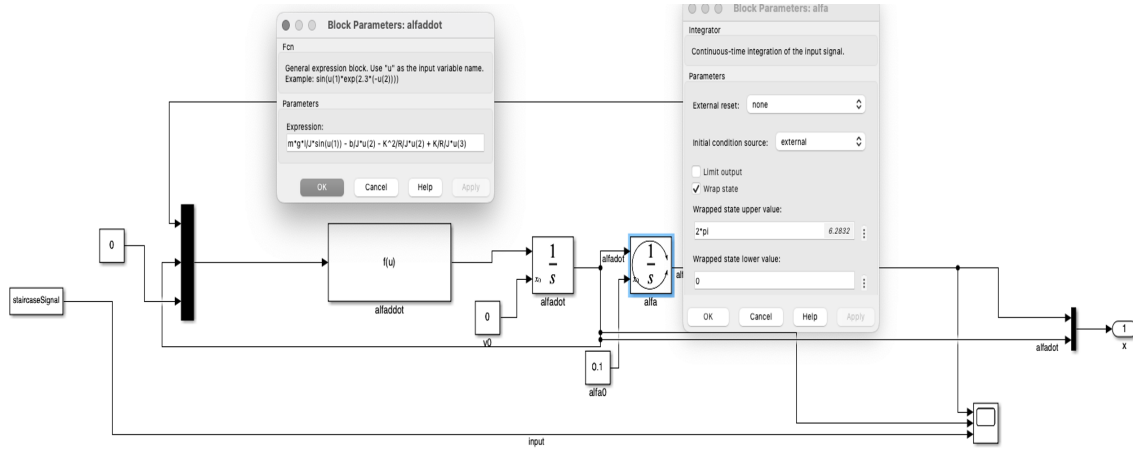 Block Parameters: alfaddot
Fcn
General expression block. Use "u" as the input variable name.
Example: sin(u(1)*exp(2.3*(-u(2))))
Parameters
Expression:
m*g*l/J*sin(u(1)) - b/J*u(2) - K^2/R/J*u(2) + K/R/J*u(3)
OK Cancel Help Apply
Block Parameters: alfa
Integrator
Continuous-time integration of the input signal.
Parameters
External reset: none
Initial condition source: external
Limit output
Wrap state
Wrapped state upper value:
2*pi 6.2832
Wrapped state lower value:
0
OK Cancel Help Apply
0
staircaseSignal
f(u)
alfaddot
1
s
x0
alfadot
0
v0
alfadot
1
s
x0
alfa
0.1
alfa0
alfadot
1
x
input